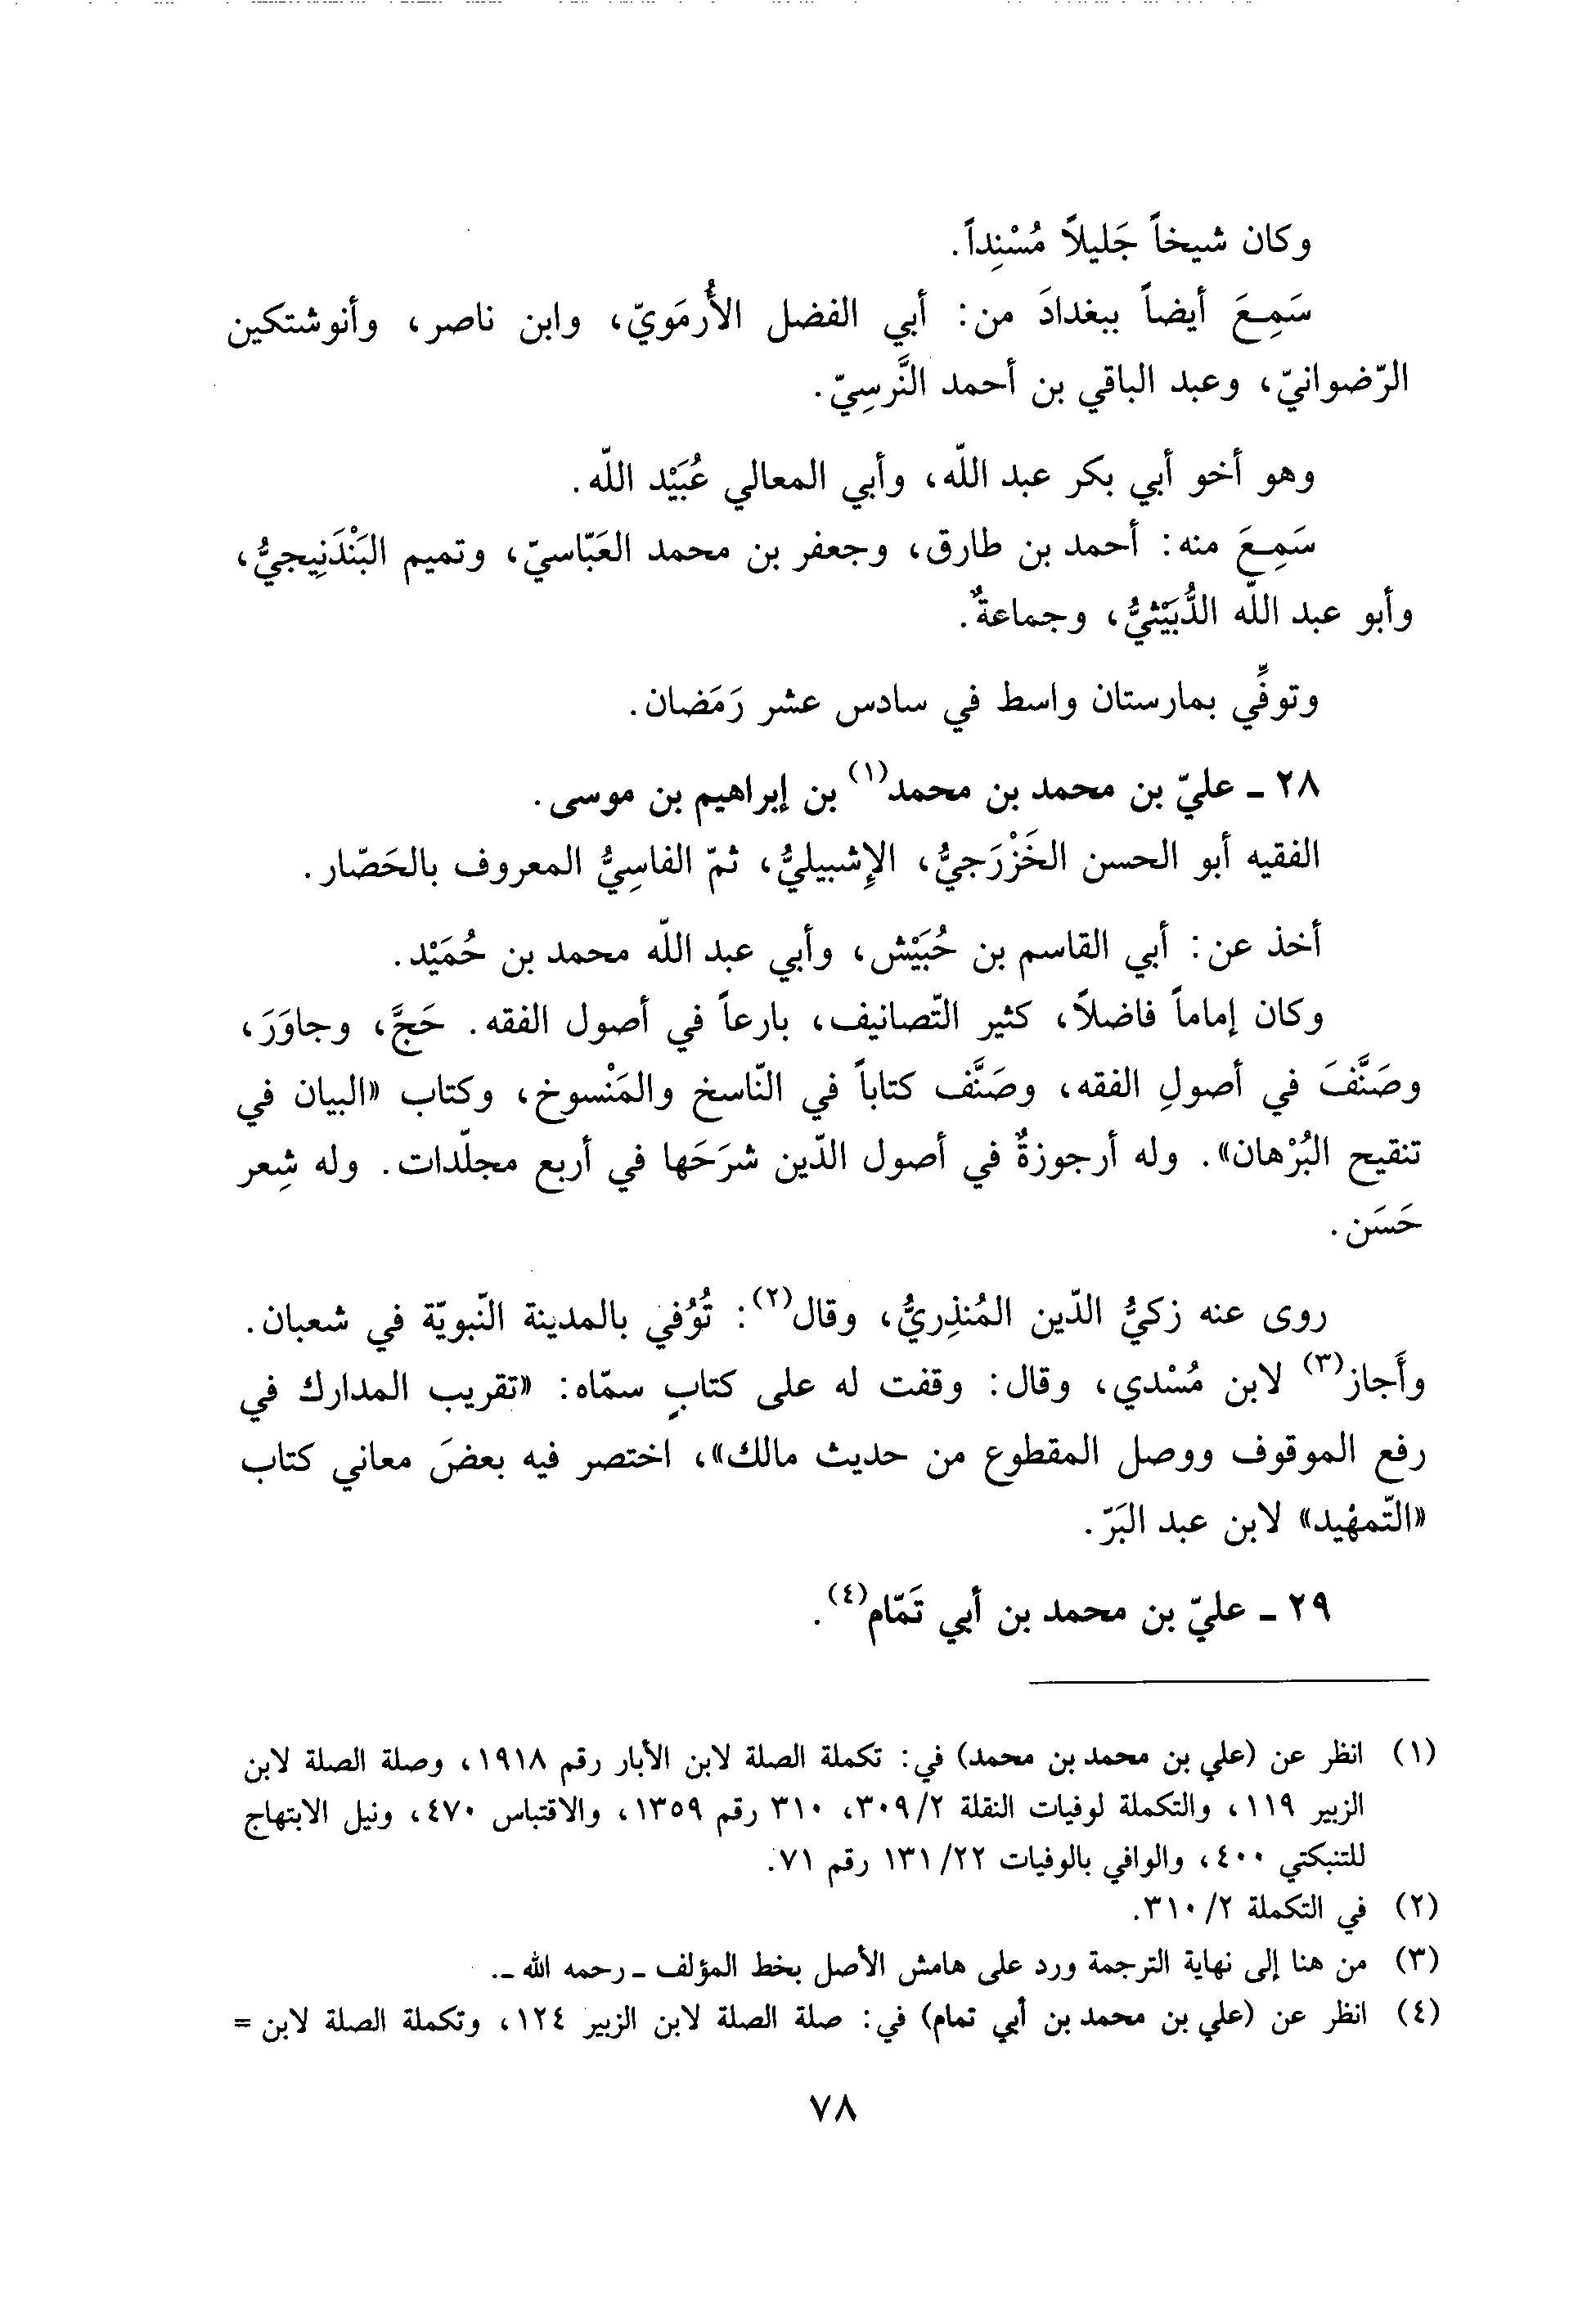 وكان شيخاً جَليلاً مُسْنِداً.
سَمِعَ أيضاً ببغدادَ من: أبي الفضل الأُرمَويّ، وابن ناصر، وأنوشتكين
الرّضوانيّ، وعبد الباقي بن أحمد النَّرسِيّ.
وهو أخو أبي بكر عبد اللّه، وأبي المعالي عُبَيْد اللّه.
سَمِعَ منه: أحمد بن طارق، وجعفر بن محمد العَبّاسيّ، وتميم البَنْدَنِيجيُّ،
وأبو عبد اللّه الدُّبَيْثيُّ، وجماعةٌ.
وتوفِّي بمارستان واسط في سادس عشر رَمَضان.
٢٨ ـ عليّ بن محمد بن محمد(١) بن إبراهيم بن موسى.
الفقيه أبو الحسن الخَزْرَجيُّ، الإشبيليُّ، ثمّ الفاسِيُّ المعروف بالحَصّار.
أخذ عن: أبي القاسم بن حُبَيْش، وأبي عبد اللّه محمد بن حُمَيْد.
وكان إماماً فاضلاً، كثير التّصانيف، بارعاً في أصول الفقه. حَجَّ، وجاوَرَ،
وصَنَّفَ في أصولِ الفقه، وصَنَّف كتاباً في النّاسخ والمَنْسوخ، وكتاب «البيان في
تنقيح البُرْهان». وله أرجوزةٌ في أصول الدّين شرَحَها في أربع مجلّدات. وله شِعر
حَسَن.
روى عنه زكيُّ الدّين المُنذِريُّ، وقال(٢): تُوُفي بالمدينة النّبويّة في شعبان.
وأَجاز(٣) لابن مُسْدي، وقال: وقفت له على كتابٍ سمّاه: «تقريب المدارك في
رفع الموقوف ووصل المقطوع من حديث مالك»، اختصر فيه بعضَ معاني كتاب
«التّمهْيد» لابن عبد البَرّ.
٢٩ ـ عليّ بن محمد بن أبي تَمّام(٤).
(١) انظر عن (علي بن محمد بن محمد) في: تكملة الصلة لابن الأبار رقم ١٩١٨، وصلة الصلة لابن
الزبير ١١٩، والتكملة لوفيات النقلة ٣٠٩/٢، ٣١٠ رقم ١٣٥٩، والاقتباس ٤٧٠، ونيل الابتهاج
للتنبكتي ٤٠٠، والوافي بالوفيات ١٣١/٢٢ رقم ٧١.
(٢) في التكملة ٣١٠/٢.
(٣) من هنا إلى نهاية الترجمة ورد على هامش الأصل بخط المؤلف ـ رحمه الله ـ.
(٤) انظر عن (علي بن محمد بن أبي تمام) في: صلة الصلة لابن الزبير ١٢٤، وتكملة الصلة لابن =
٧٨